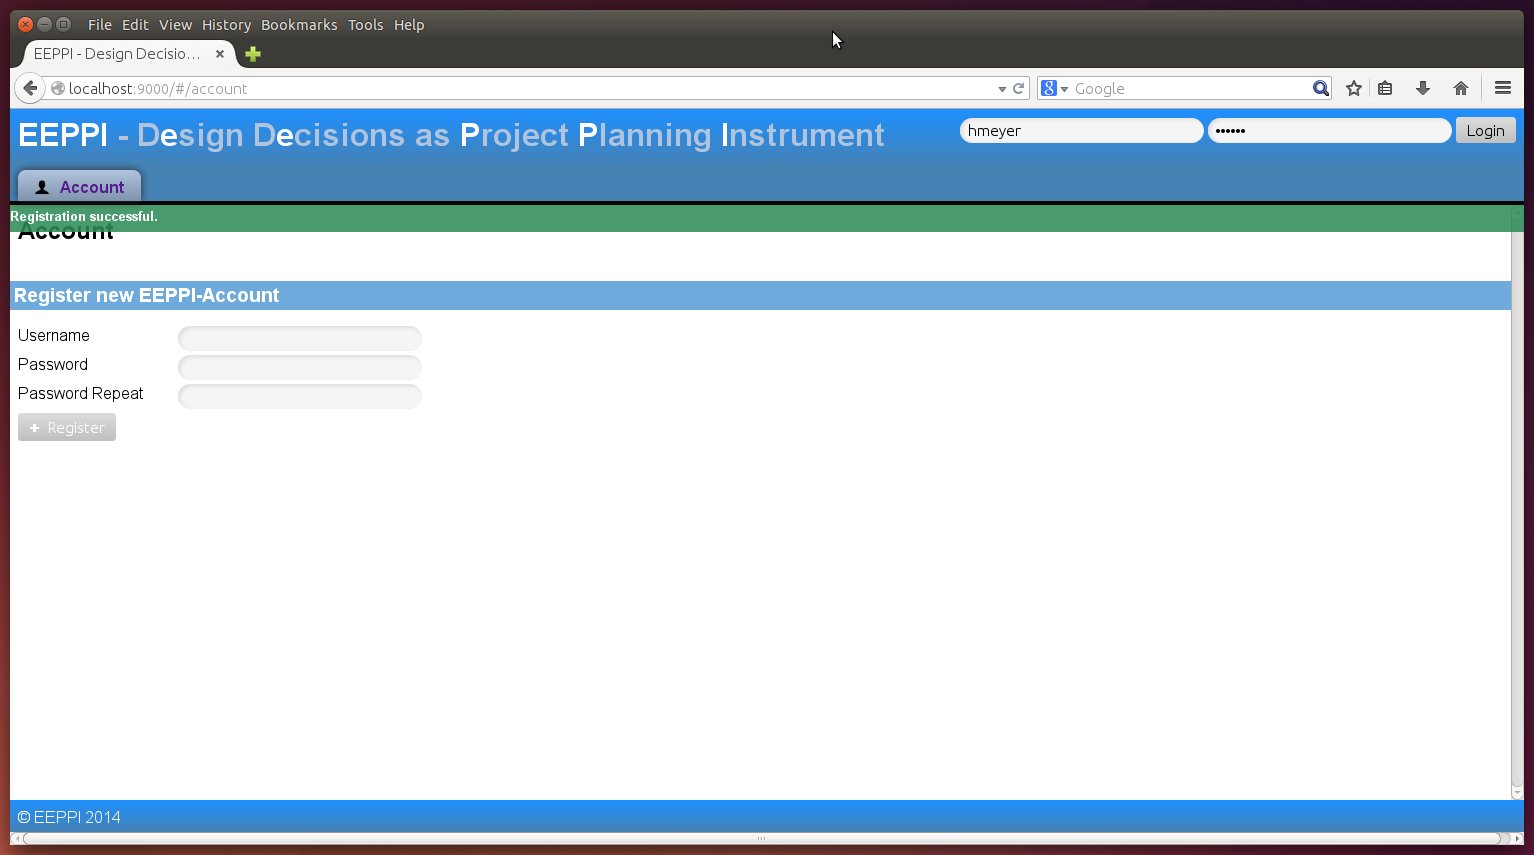 File Edit View History Bookmarks Tools Help
EEPPI - Design Decisio...
localhost:9000/#/account
Google
EEPPI - Design Decisions as Project Planning Instrument
hmeyer
••••••
Login
Account
Registration successful.
Account
Register new EEPPI-Account
Username
Password
Password Repeat
+ Register
© EEPPI 2014